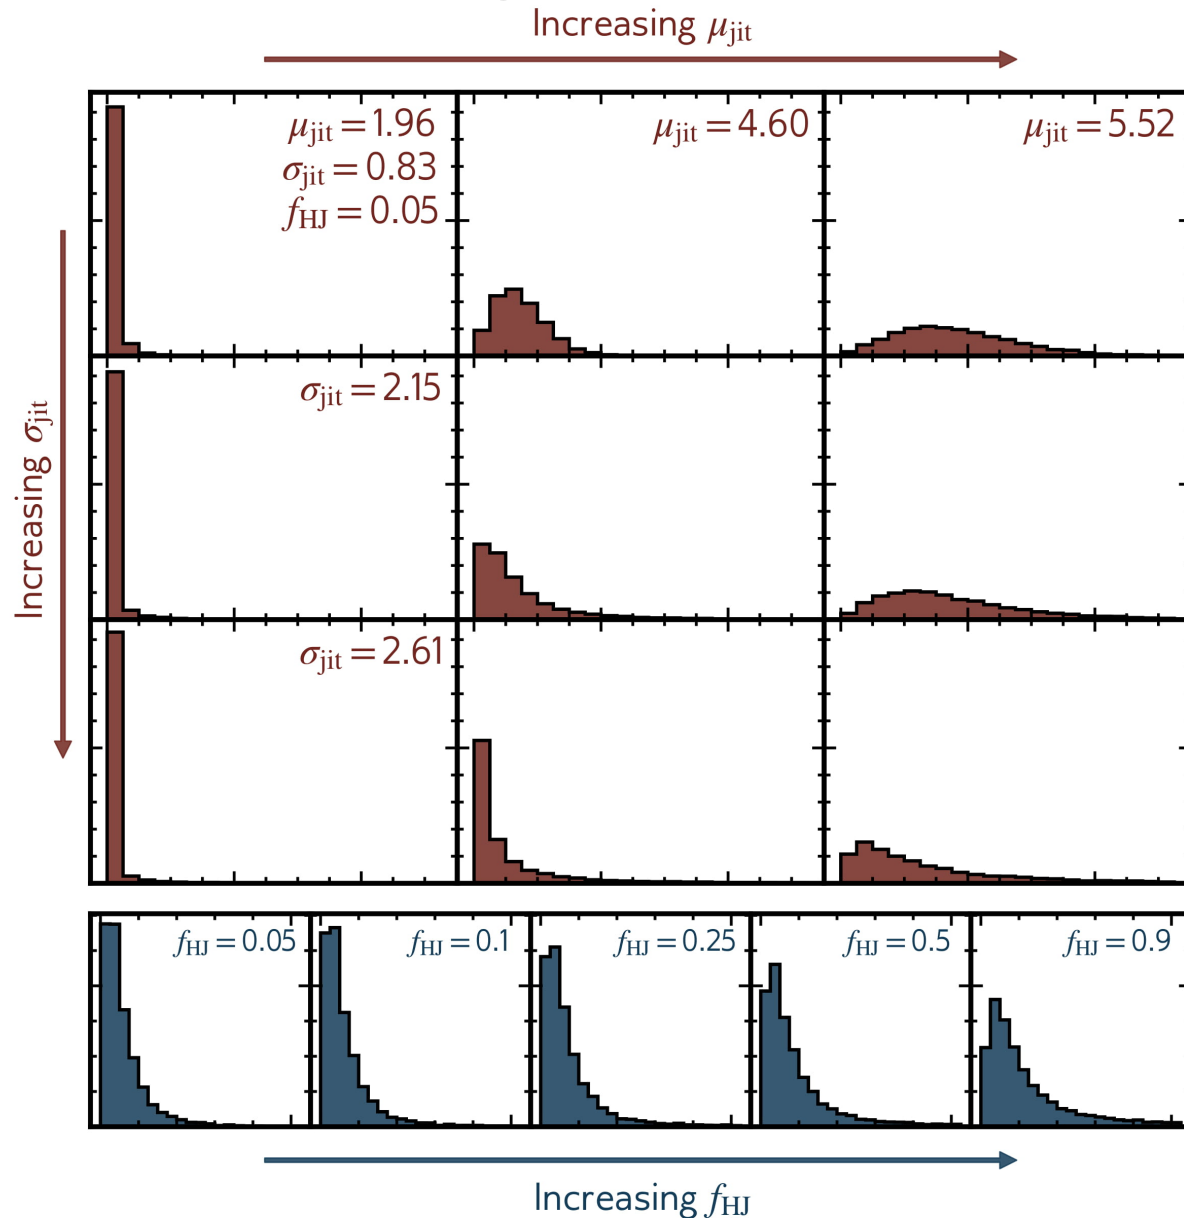 Increasing μjit
μjit = 1.96
σjit = 0.83
fHJ = 0.05
μjit = 4.60
μjit = 5.52
Increasing σjit
σjit = 2.15
σjit = 2.61
fHJ = 0.05
fHJ = 0.1
fHJ = 0.25
fHJ = 0.5
fHJ = 0.9
Increasing fHJ